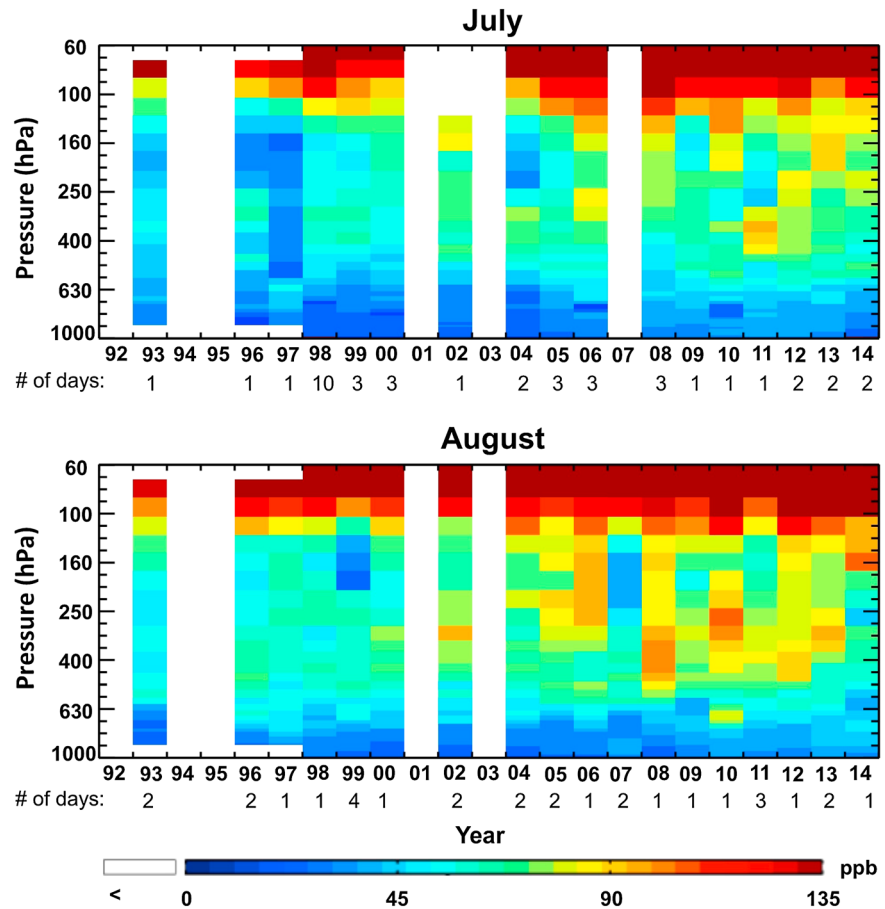 July
Pressure (hPa)
60
100
160
250
400
630
1000
92 93 94 95 96 97 98 99 00 01 02 03 04 05 06 07 08 09 10 11 12 13 14
# of days: 1 1 1 10 3 3 1 2 3 3 3 1 1 1 2 2 2
August
Pressure (hPa)
60
100
160
250
400
630
1000
92 93 94 95 96 97 98 99 00 01 02 03 04 05 06 07 08 09 10 11 12 13 14
# of days: 2 2 1 1 4 1 2 2 2 1 2 1 1 1 3 1 2 1
Year
ppb
< 0 45 90 135